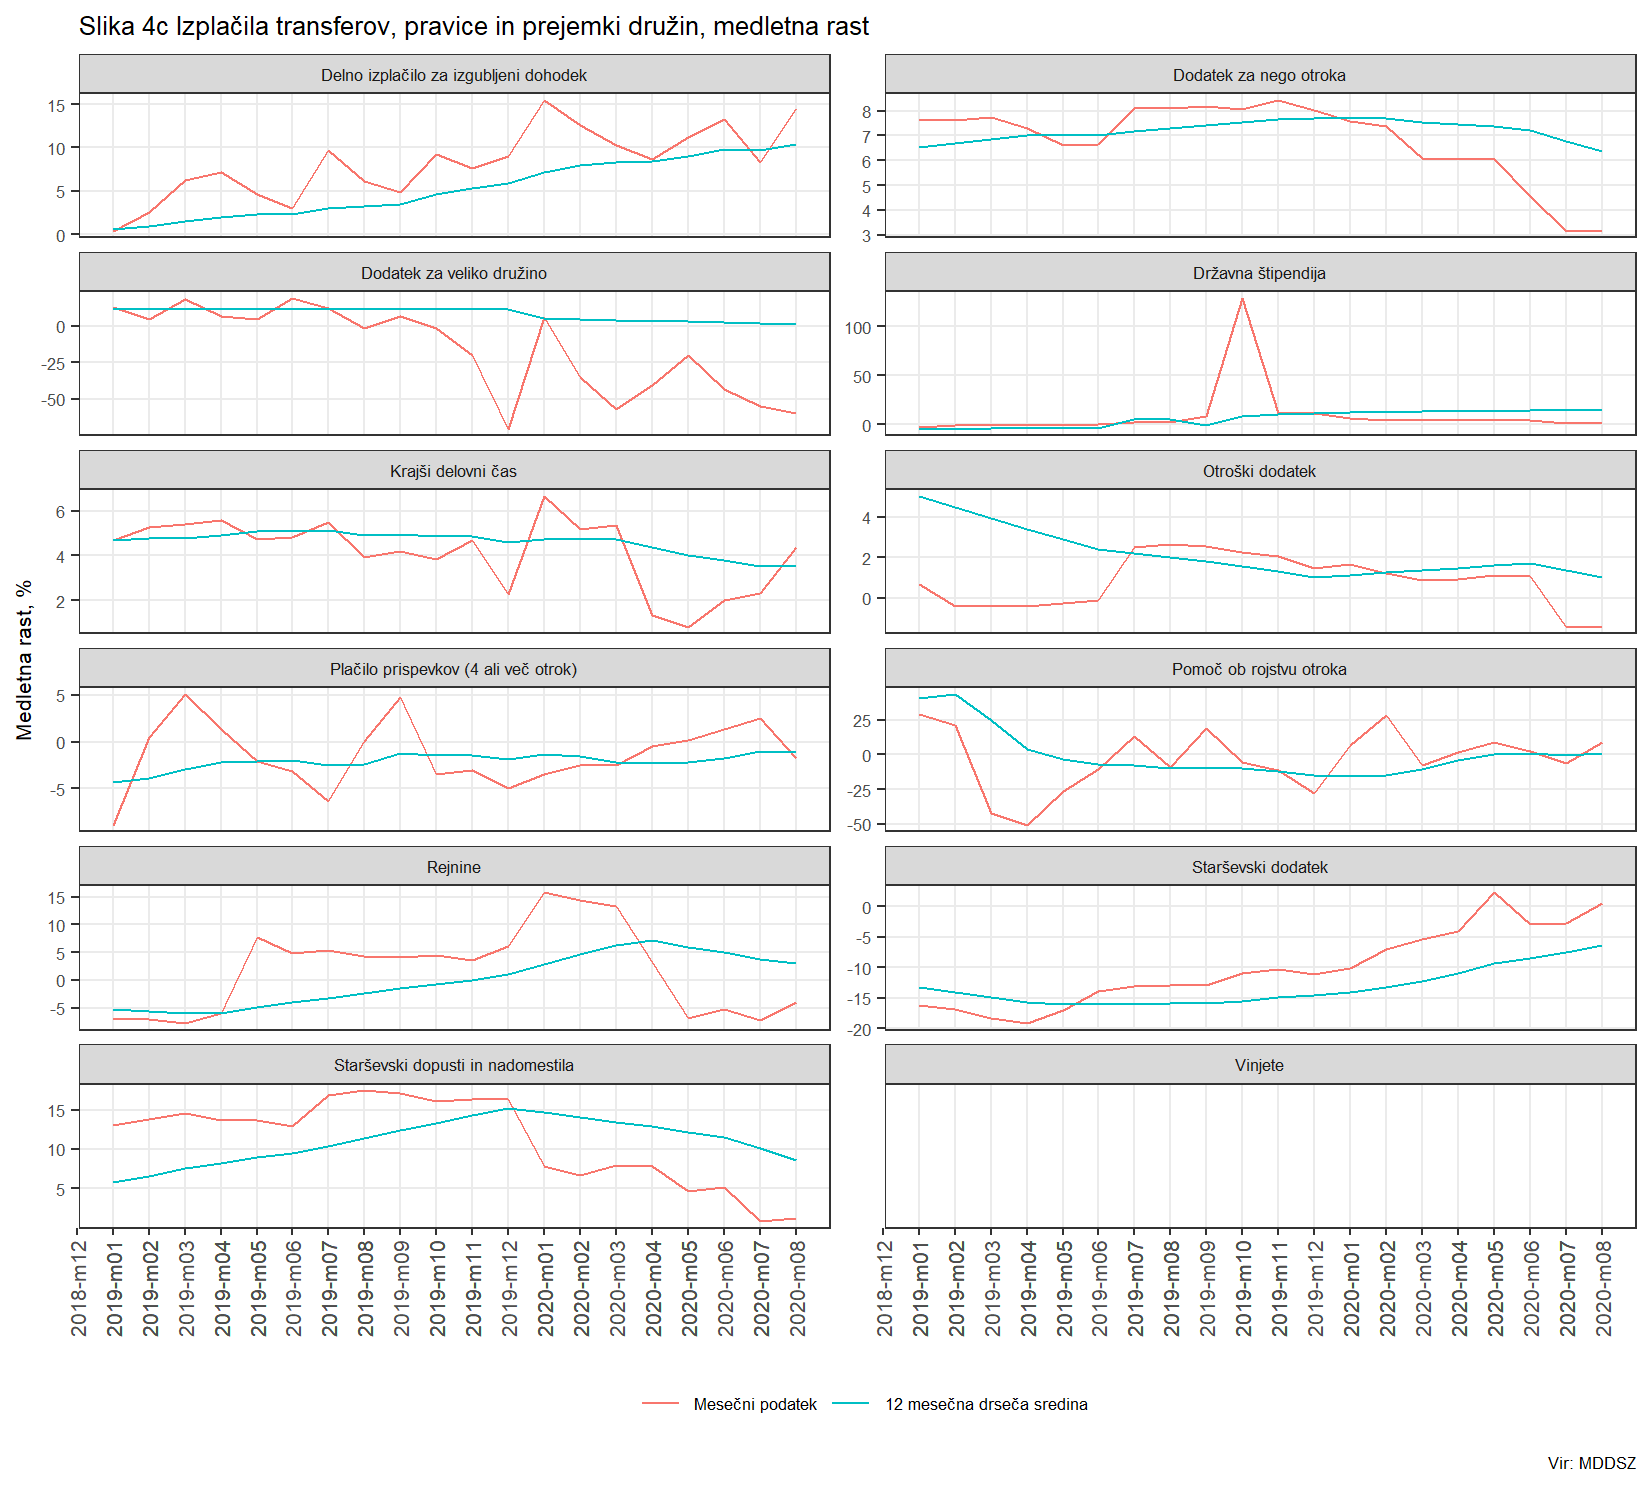 Slika 4c Izplačila transferov, pravice in prejemki družin, medletna rast
Medletna rast, %
Delno izplačilo za izgubljeni dohodek
15
10
5
0
Dodatek za nego otroka
8
7
6
5
4
3
Dodatek za veliko družino
0
-25
-50
Državna štipendija
100
50
0
Krajši delovni čas
6
4
2
Otroški dodatek
4
2
0
Plačilo prispevkov (4 ali več otrok)
5
0
-5
Pomoč ob rojstvu otroka
25
0
-25
-50
Rejnine
15
10
5
0
-5
Starševski dodatek
0
-5
-10
-15
-20
Starševski dopusti in nadomestila
15
10
5
Vinjete
2018-m12
2019-m01
2019-m02
2019-m03
2019-m04
2019-m05
2019-m06
2019-m07
2019-m08
2019-m09
2019-m10
2019-m11
2019-m12
2020-m01
2020-m02
2020-m03
2020-m04
2020-m05
2020-m06
2020-m07
2020-m08
2018-m12
2019-m01
2019-m02
2019-m03
2019-m04
2019-m05
2019-m06
2019-m07
2019-m08
2019-m09
2019-m10
2019-m11
2019-m12
2020-m01
2020-m02
2020-m03
2020-m04
2020-m05
2020-m06
2020-m07
2020-m08
Mesečni podatek
12 mesečna drseča sredina
Vir: MDDSZ